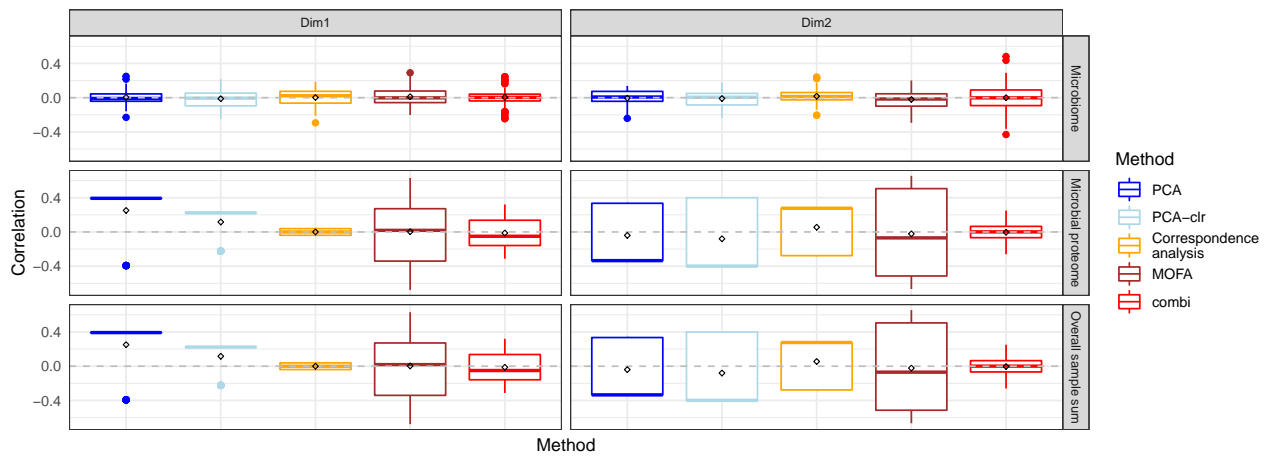 Dim1
Dim2
0.4
0.0
−0.4
Microbiome
0.4
0.0
−0.4
Microbial proteome
0.4
0.0
−0.4
Overall sample sum
Correlation
Method
Method
PCA
PCA−clr
Correspondence
analysis
MOFA
combi